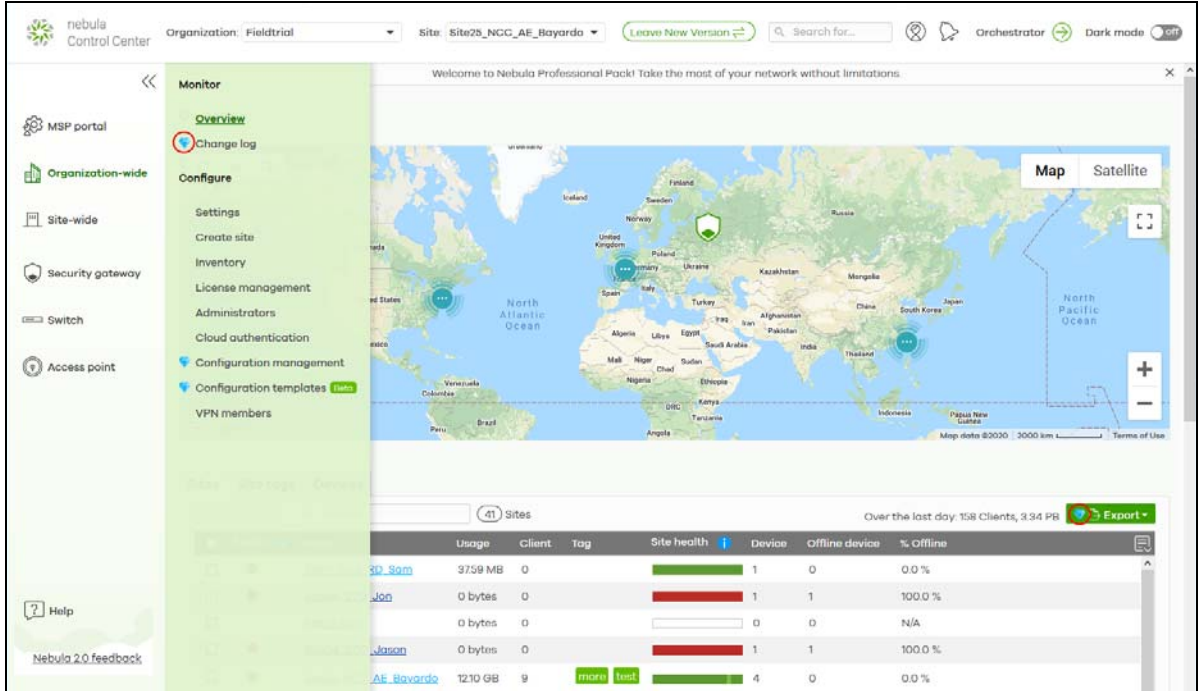 nebula
Control Center
Organization: Fieldtrial
Site: Site25_NCC_AE_Bayardo
Leave New Version
Search for...
Orchestrator
Dark mode
Off
Welcome to Nebula Professional Pack! Take the most of your network without limitations.
MSP portal
Organization-wide
Site-wide
Security gateway
Switch
Access point
Help
Nebula 2.0 feedback
Monitor
Overview
Change log
Configure
Settings
Create site
Inventory
License management
Administrators
Cloud authentication
Configuration management
Configuration templates Beta
VPN members
Map Satellite
Greenland
Iceland
Finland
Sweden
Norway
Russia
United
Kingdom
Poland
Ukraine
Kazakhstan
Mongolia
Spain
Italy
Turkey
China
South Korea
Japan
North
Atlantic
Ocean
North
Pacific
Ocean
Afghanistan
Iraq
Iran
Pakistan
Algeria
Libya
Egypt
Saudi Arabia
India
Thailand
Mali
Niger
Chad
Sudan
Nigeria
Ethiopia
Venezuela
Colombia
DRC
Kenya
Tanzania
Indonesia
Papua New
Guinea
Brazil
Peru
Angola
Map data ©2020 3000 km Terms of Use
41 Sites
Over the last day: 158 Clients, 3.34 PB
Export
Usage Client Tag Site health Device Offline device % Offline
RD_Sam 37.59 MB 0 1 0 0.0 %
_Jon 0 bytes 0 1 1 100.0 %
0 bytes 0 0 0 N/A
_Jason 0 bytes 0 1 1 100.0 %
AE_Bayardo 12.10 GB 9 more test 4 0 0.0 %